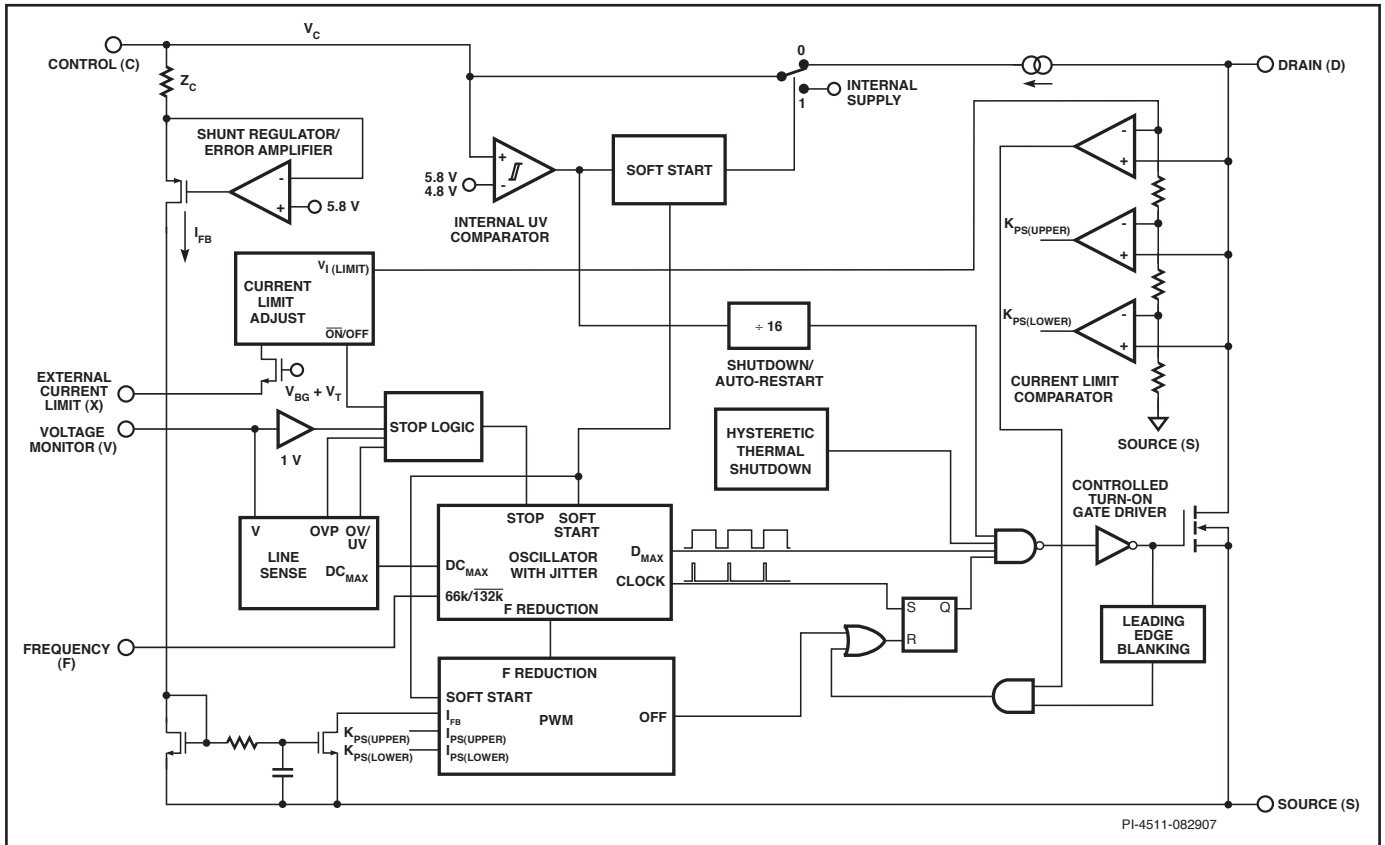 V_C
CONTROL (C)
Z_C
0
DRAIN (D)
INTERNAL
SUPPLY
1
SHUNT REGULATOR/
ERROR AMPLIFIER
-
+
5.8 V
I_FB
+
-
5.8 V
4.8 V
INTERNAL UV
COMPARATOR
SOFT START
-
+
K_PS(UPPER)
-
+
K_PS(LOWER)
-
+
CURRENT LIMIT
COMPARATOR
SOURCE (S)
V_I (LIMIT)
CURRENT
LIMIT
ADJUST
O̅N̅/OFF
÷ 16
SHUTDOWN/
AUTO-RESTART
EXTERNAL
CURRENT
LIMIT (X)
V_BG + V_T
VOLTAGE
MONITOR (V)
1 V
STOP LOGIC
HYSTERETIC
THERMAL
SHUTDOWN
CONTROLLED
TURN-ON
GATE DRIVER
V
OVP
OV/
UV
LINE
SENSE
DC_MAX
STOP
SOFT
START
OSCILLATOR
WITH JITTER
DC_MAX
66k/1̅3̅2̅k̅
F REDUCTION
D_MAX
CLOCK
S
Q
R
LEADING
EDGE
BLANKING
FREQUENCY
(F)
F REDUCTION
SOFT START
PWM
OFF
I_FB
K_PS(UPPER)
I_PS(UPPER)
K_PS(LOWER)
I_PS(LOWER)
SOURCE (S)
PI-4511-082907